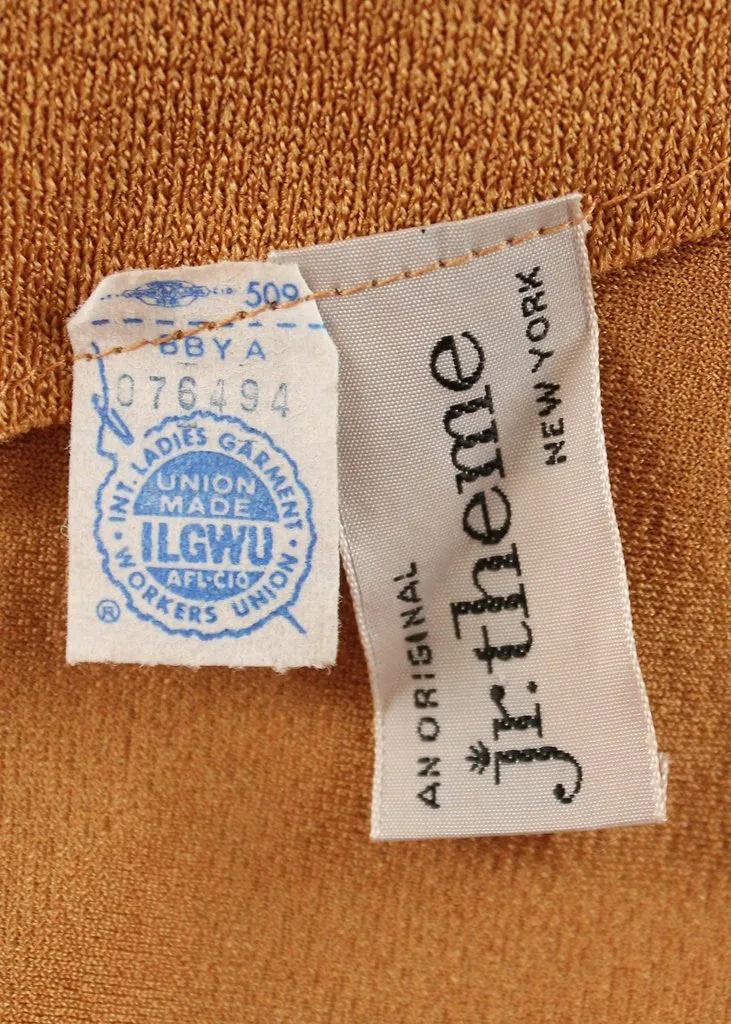 509
BBYA
076494
INT. LADIES GARMENT
WORKERS UNION
UNION
MADE
ILGWU
AFL-CIO
®
AN ORIGINAL
jr. theme
NEW YORK